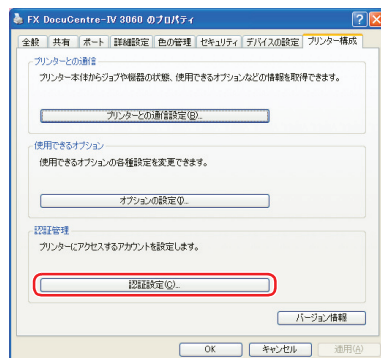 FX DocuCentre-IV 3060 のプロパティ
全般 共有 ポート 詳細設定 色の管理 セキュリティ デバイスの設定 プリンター構成
プリンターとの通信
プリンター本体からジョブや機器の状態、使用できるオプションなどの情報を取得できます。
プリンターとの通信設定(B)...
使用できるオプション
使用できるオプションの各種設定を変更できます。
オプションの設定(I)...
認証管理
プリンターにアクセスするアカウントを設定します。
認証設定(C)...
バージョン情報
OK キャンセル 適用(A)